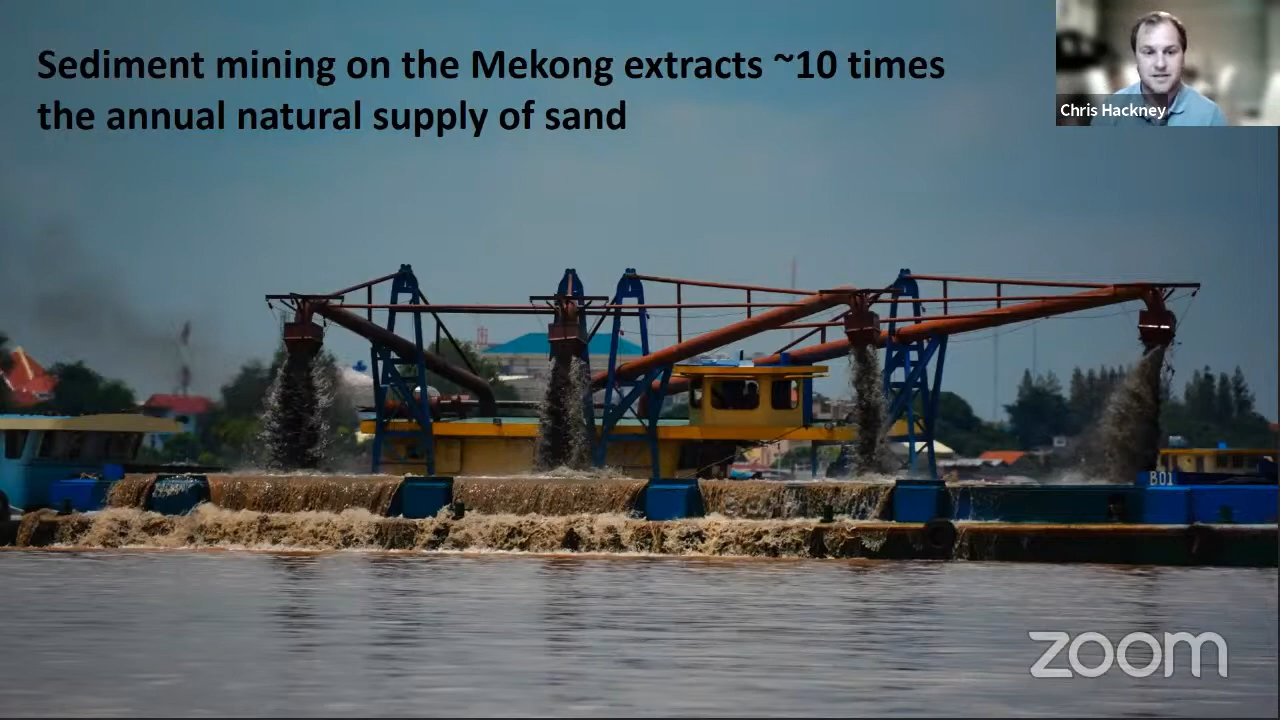 Sediment mining on the Mekong extracts ~10 times
the annual natural supply of sand
Chris Hackney
B01
zoom